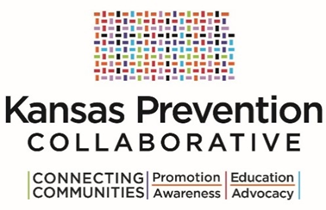 Kansas Prevention
COLLABORATIVE
CONNECTING COMMUNITIES
Promotion Awareness
Education Advocacy